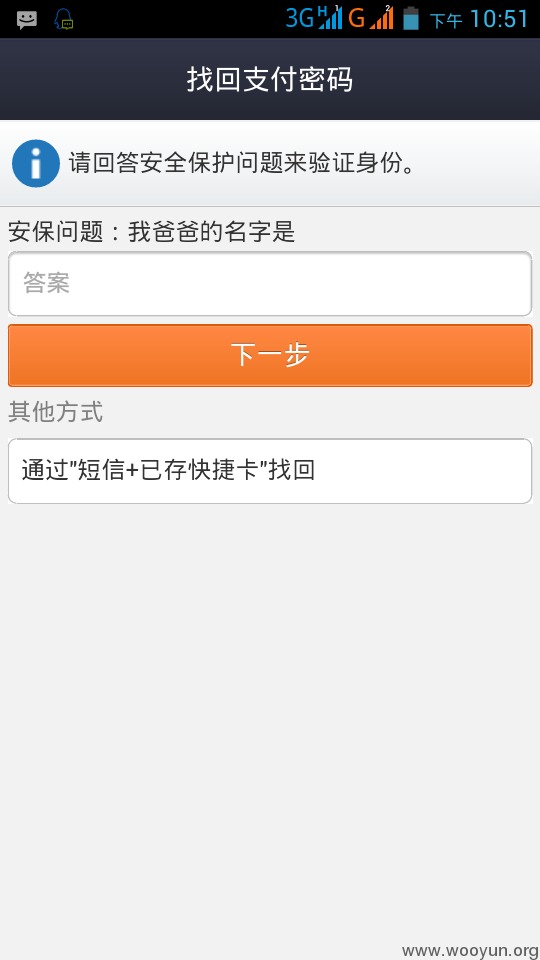 3G H 1 G 2 下午 10:51
找回支付密码
请回答安全保护问题来验证身份。
安保问题：我爸爸的名字是
答案
下一步
其他方式
通过"短信+已存快捷卡"找回
www.wooyun.org